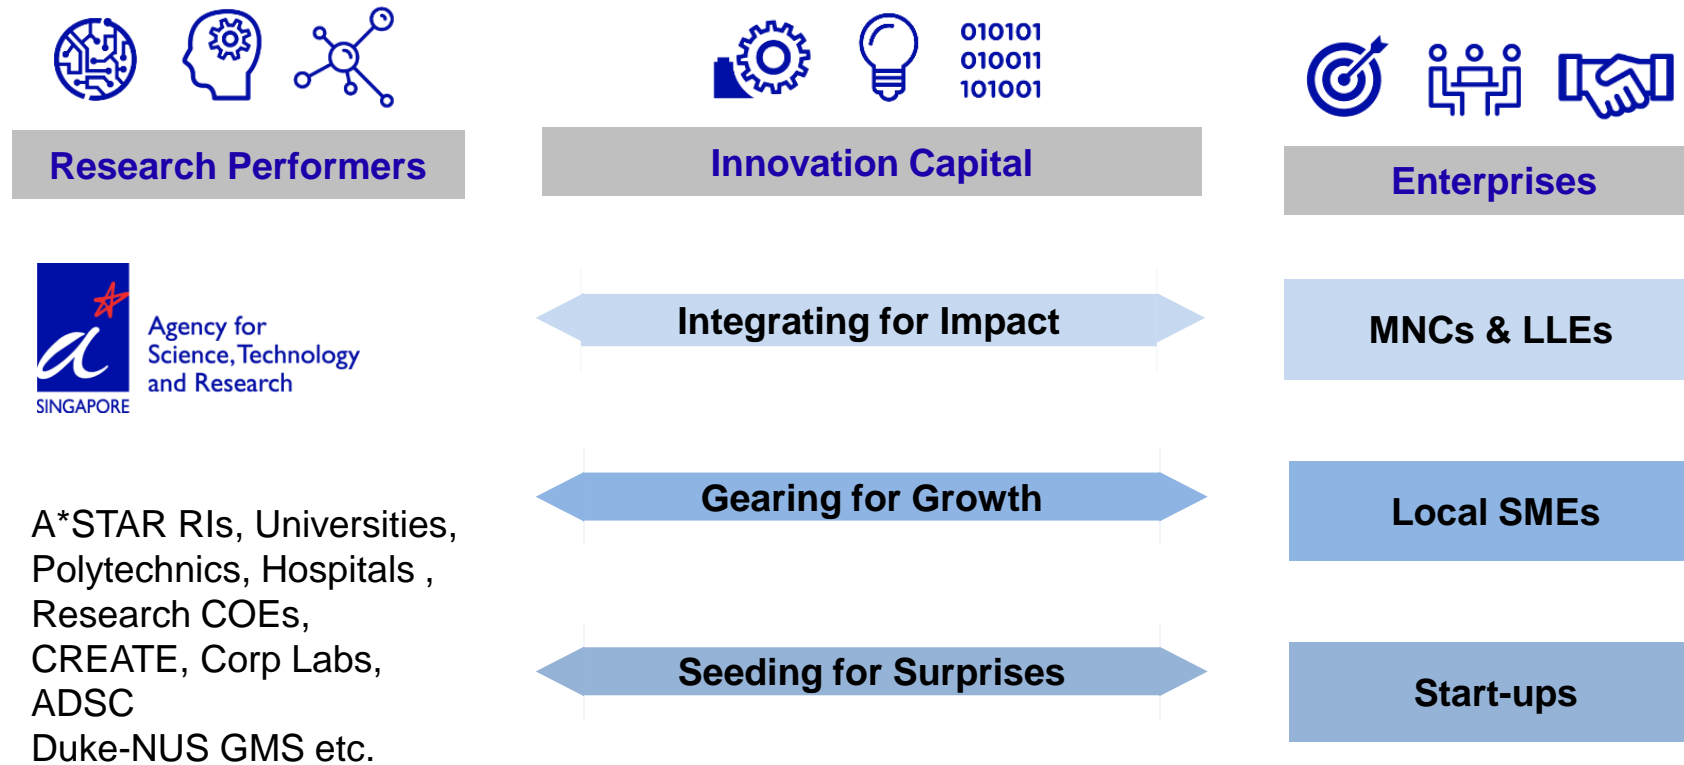 010101
010011
101001
Research Performers
Innovation Capital
Enterprises
a
SINGAPORE
Agency for
Science, Technology
and Research
Integrating for Impact
MNCs & LLEs
Gearing for Growth
Local SMEs
A*STAR RIs, Universities,
Polytechnics, Hospitals ,
Research COEs,
CREATE, Corp Labs,
ADSC
Duke-NUS GMS etc.
Seeding for Surprises
Start-ups